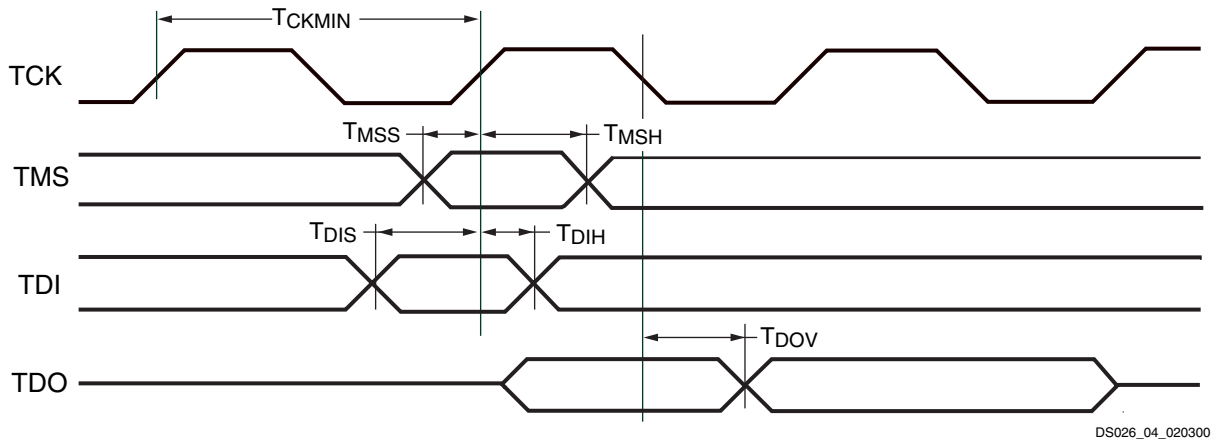 TCKMIN
TCK
TMSS
TMSH
TMS
TDIS
TDIH
TDI
TDOV
TDO
DS026_04_020300